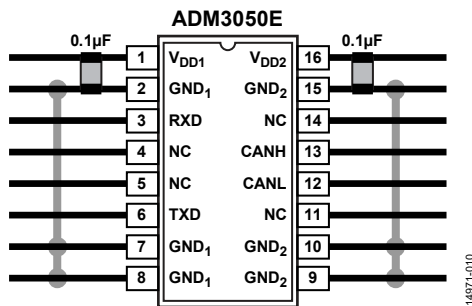 ADM3050E
0.1µF 0.1µF
1 VDD1 VDD2 16
2 GND1 GND2 15
3 RXD NC 14
4 NC CANH 13
5 NC CANL 12
6 TXD NC 11
7 GND1 GND2 10
8 GND1 GND2 9
14971-010